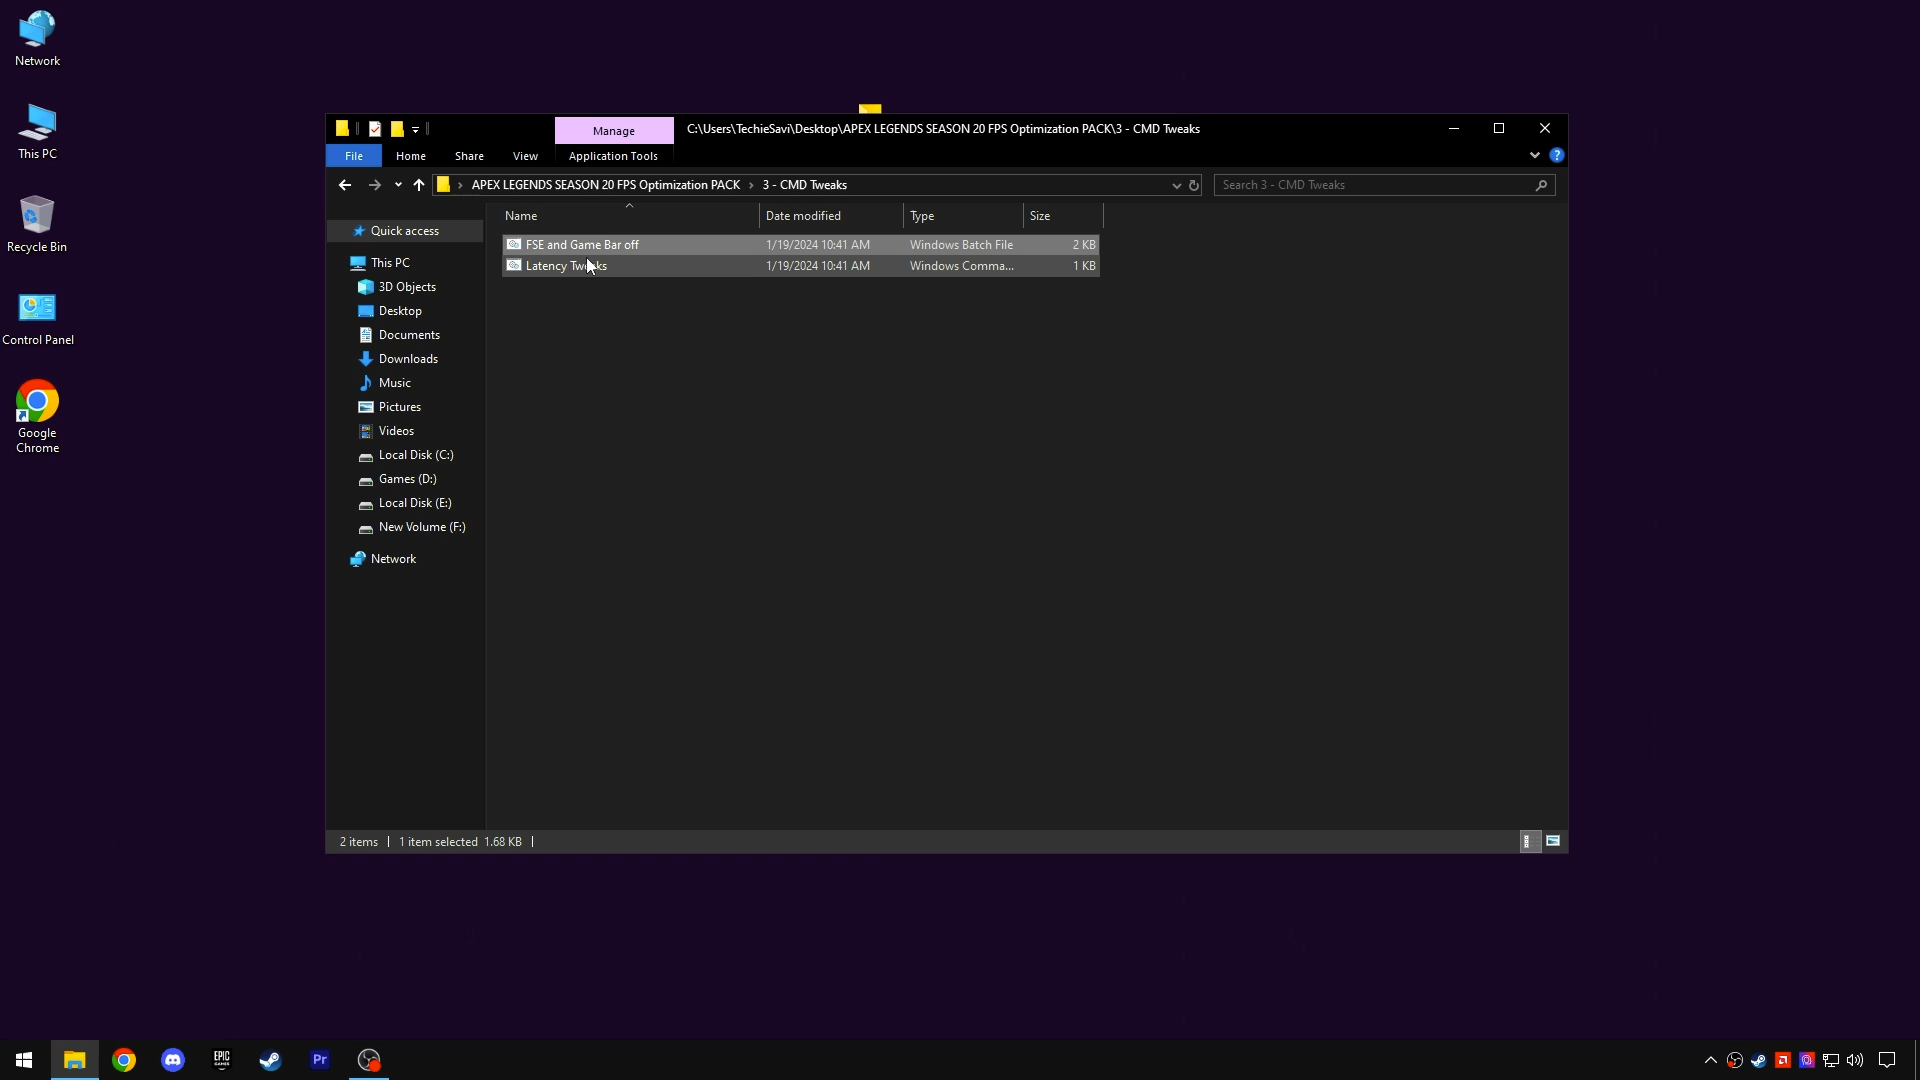 Network
This PC
Recycle Bin
Control Panel
Google
Chrome
Manage
C:\Users\TechieSavi\Desktop\APEX LEGENDS SEASON 20 FPS Optimization PACK\3 - CMD Tweaks
File
Home
Share
View
Application Tools
APEX LEGENDS SEASON 20 FPS Optimization PACK
3 - CMD Tweaks
Search 3 - CMD Tweaks
Name
Date modified
Type
Size
FSE and Game Bar off
1/19/2024 10:41 AM
Windows Batch File
2 KB
Latency Tweaks
1/19/2024 10:41 AM
Windows Comma...
1 KB
Quick access
This PC
3D Objects
Desktop
Documents
Downloads
Music
Pictures
Videos
Local Disk (C:)
Games (D:)
Local Disk (E:)
New Volume (F:)
Network
2 items
1 item selected 1.68 KB
EPIC
GAMES
Pr